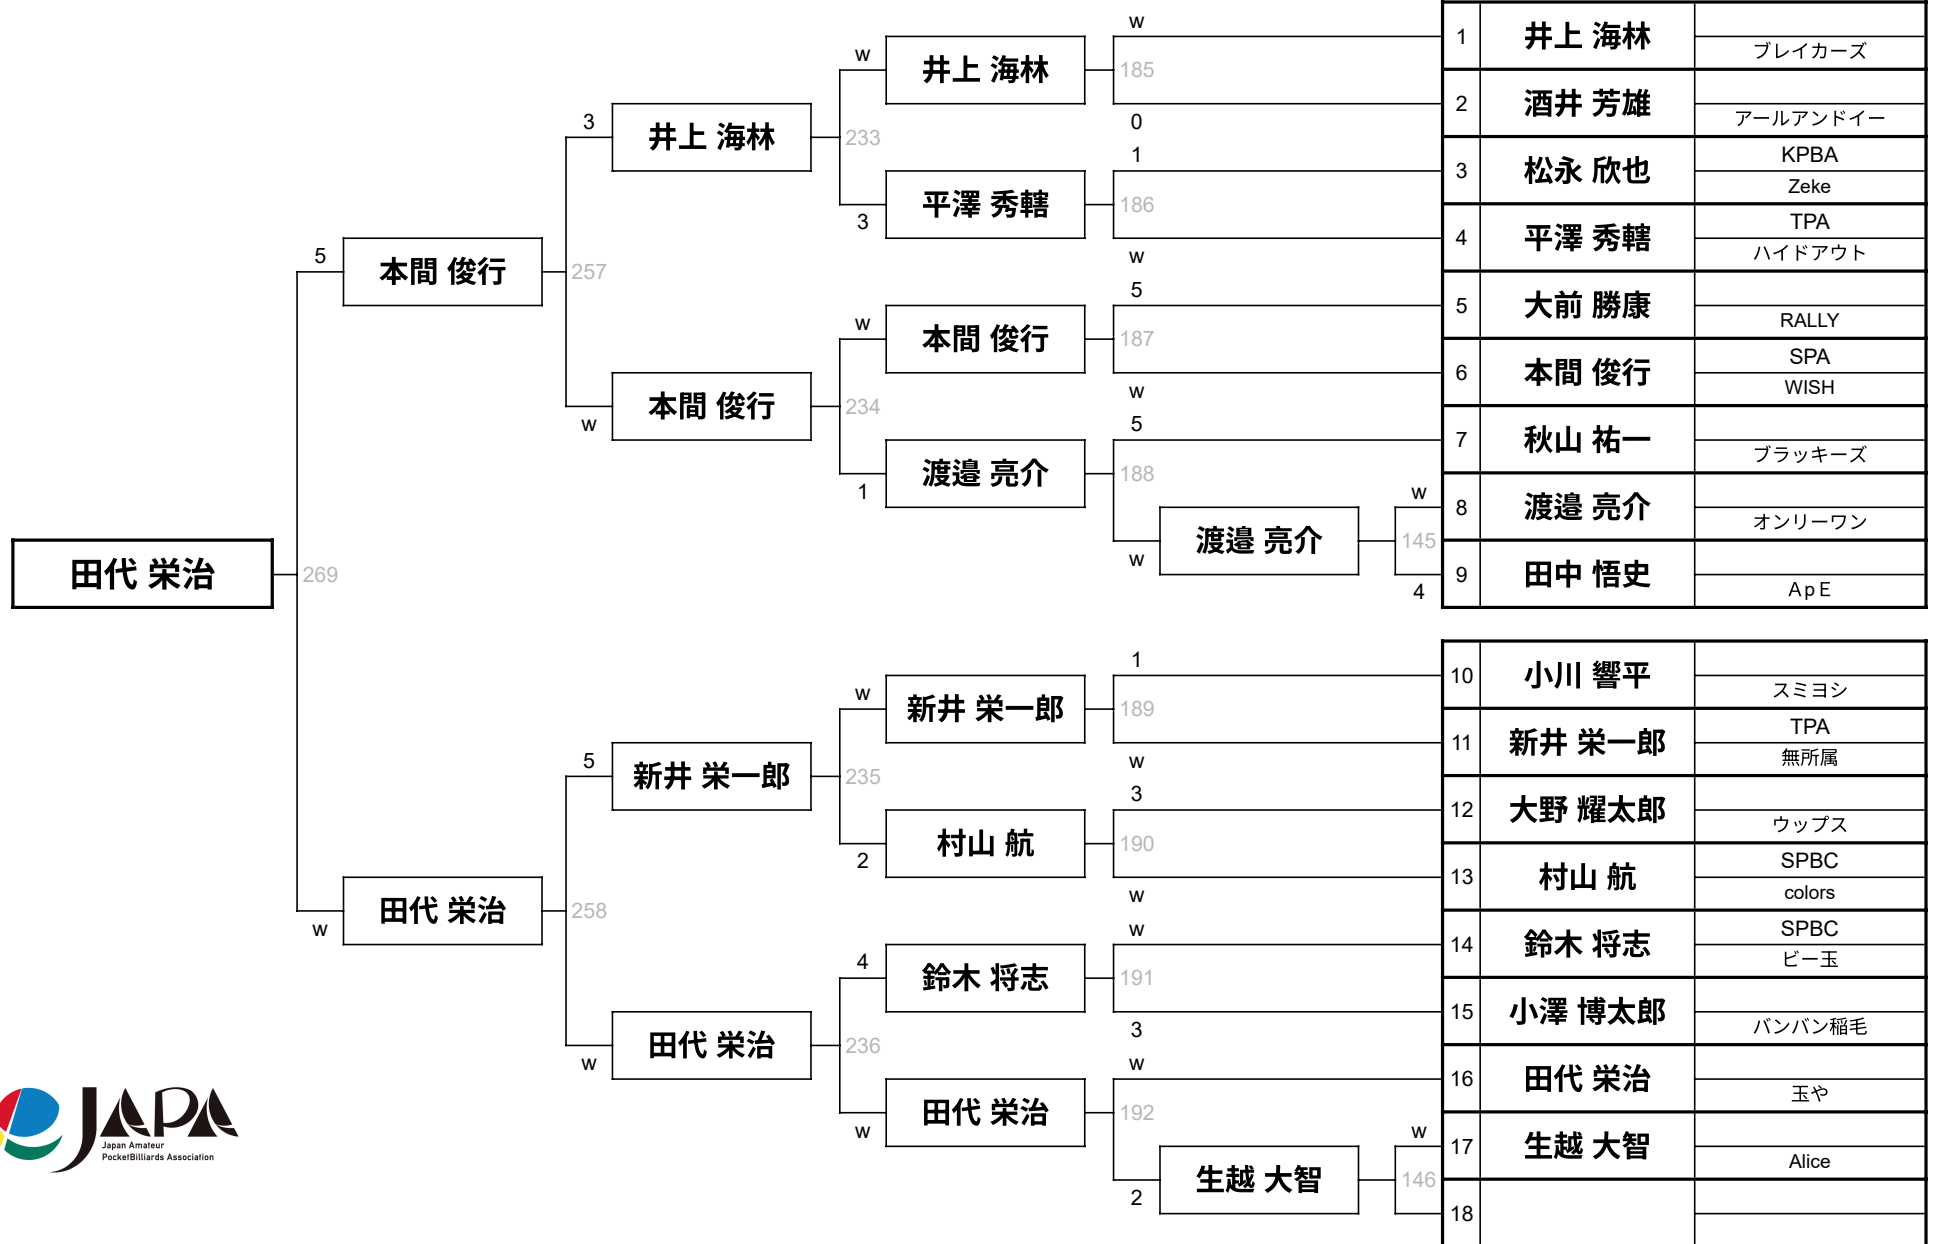 W
1
井上 海林
ブレイカーズ
W
井上 海林
185
2
酒井 芳雄
アールアンドイー
0
3
井上 海林
233
1
3
松永 欣也
KPBA
Zeke
平澤 秀轄
186
3
4
平澤 秀轄
TPA
ハイドアウト
W
5
本間 俊行
257
5
5
大前 勝康
RALLY
W
本間 俊行
187
6
本間 俊行
SPA
WISH
W
本間 俊行
234
W
5
7
秋山 祐一
ブラッキーズ
渡邉 亮介
188
1
W
8
渡邉 亮介
オンリーワン
渡邉 亮介
145
W
9
田中 悟史
ApE
4
田代 栄治
269
1
10
小川 響平
スミヨシ
W
新井 栄一郎
189
11
新井 栄一郎
TPA
無所属
W
5
新井 栄一郎
235
3
12
大野 耀太郎
ウップス
村山 航
190
2
13
村山 航
SPBC
colors
W
田代 栄治
258
W
W
14
鈴木 将志
SPBC
ビー玉
4
鈴木 将志
191
15
小澤 博太郎
バンバン稲毛
3
田代 栄治
236
W
W
16
田代 栄治
玉や
田代 栄治
192
W
W
17
生越 大智
Alice
生越 大智
146
2
18
JAPA
Japan Amateur
PocketBilliards Association